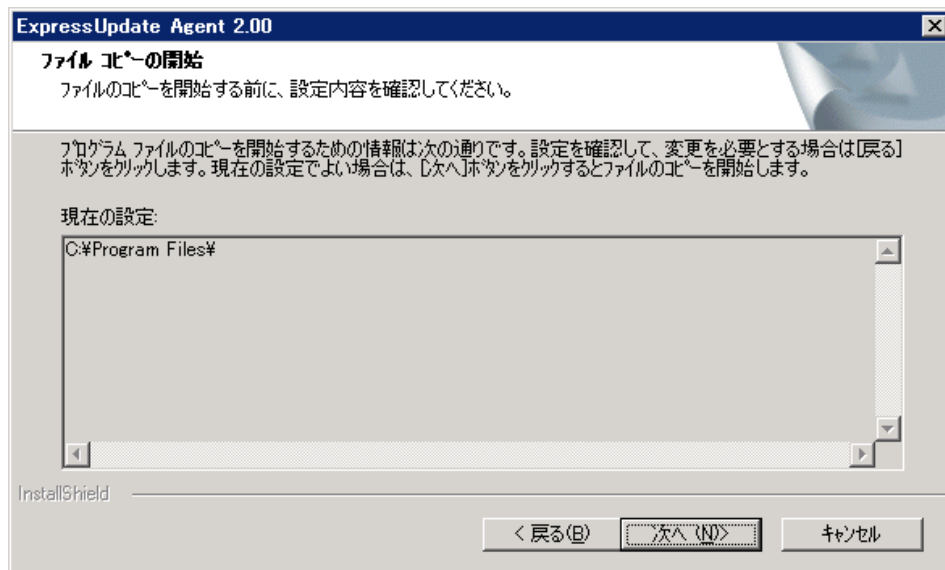 ExpressUpdate Agent 2.00
ファイル コピーの開始
ファイルのコピーを開始する前に、設定内容を確認してください。
プログラム ファイルのコピーを開始するための情報は次の通りです。設定を確認して、変更を必要とする場合は[戻る]
ボタンをクリックします。現在の設定でよい場合は、[次へ]ボタンをクリックするとファイルのコピーを開始します。
現在の設定:
C:¥Program Files¥
InstallShield
< 戻る(B) 次へ (N)> キャンセル